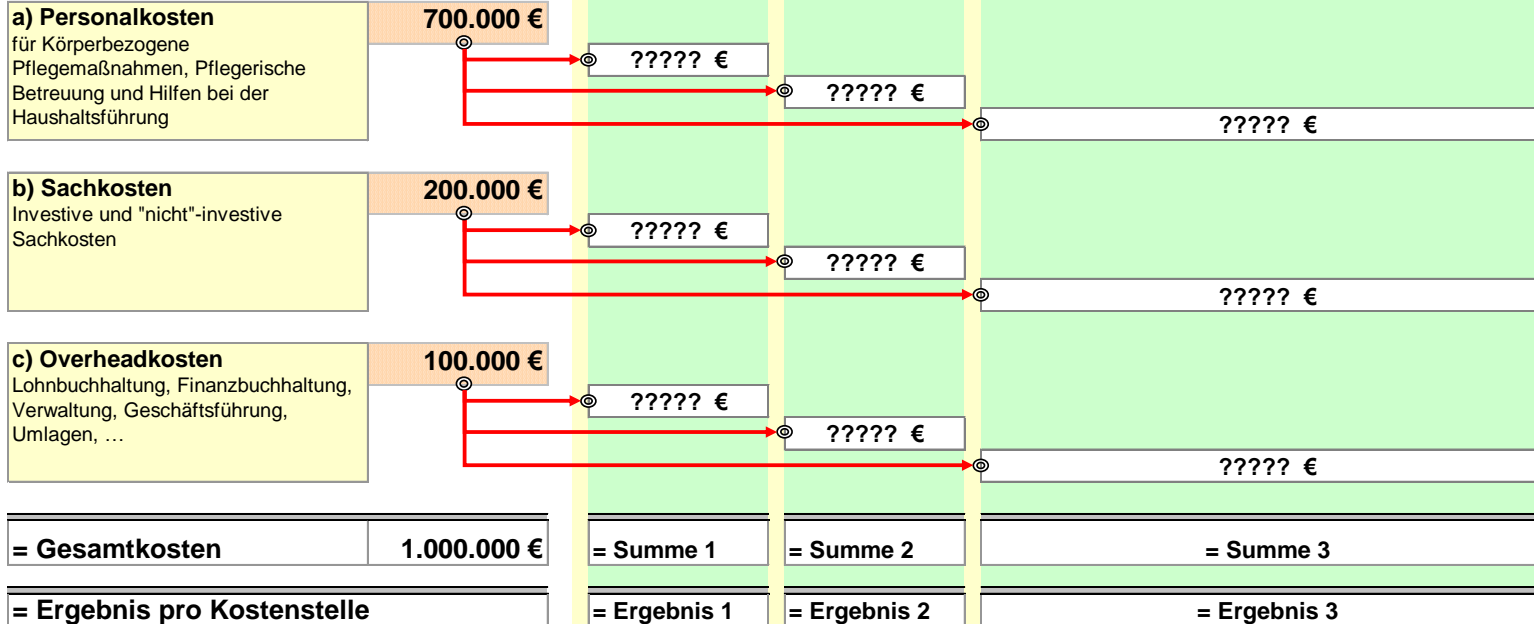 a) Personalkosten 700.000 €
für Körperbezogene
Pflegemaßnahmen, Pflegerische
Betreuung und Hilfen bei der
Haushaltsführung
????? €
????? €
????? €
b) Sachkosten 200.000 €
Investive und "nicht"-investive
Sachkosten
????? €
????? €
????? €
c) Overheadkosten 100.000 €
Lohnbuchhaltung, Finanzbuchhaltung,
Verwaltung, Geschäftsführung,
Umlagen, …
????? €
????? €
????? €
= Gesamtkosten 1.000.000 € = Summe 1 = Summe 2 = Summe 3
= Ergebnis pro Kostenstelle = Ergebnis 1 = Ergebnis 2 = Ergebnis 3